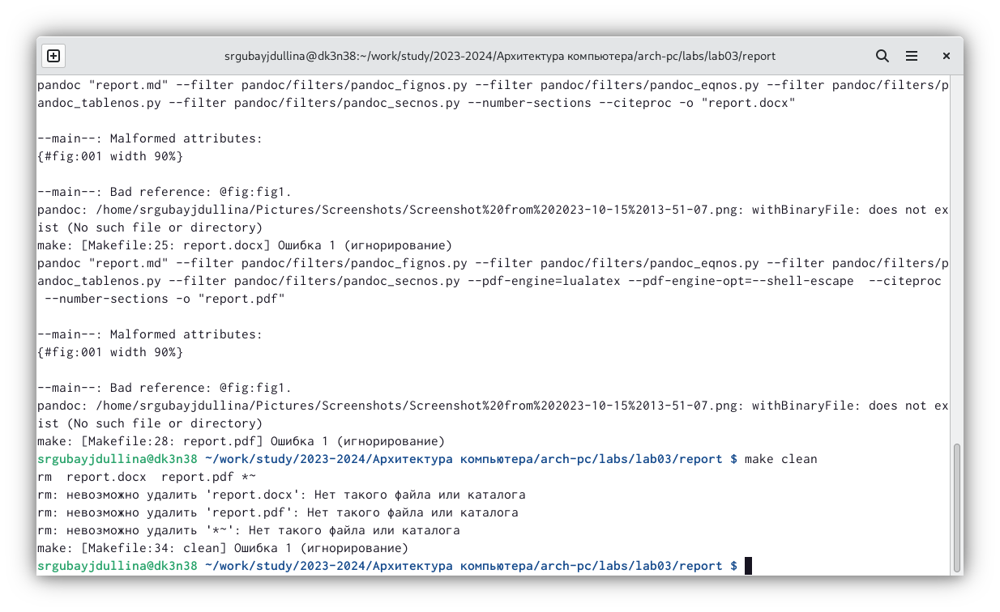 srgubayjdullina@dk3n38:~/work/study/2023-2024/Архитектура компьютера/arch-pc/labs/lab03/report
pandoc "report.md" --filter pandoc/filters/pandoc_fignos.py --filter pandoc/filters/pandoc_eqnos.py --filter pandoc/filters/p
andoc_tablenos.py --filter pandoc/filters/pandoc_secnos.py --number-sections --citeproc -o "report.docx"
--main--: Malformed attributes:
{#fig:001 width 90%}
--main--: Bad reference: @fig:fig1.
pandoc: /home/srgubayjdullina/Pictures/Screenshots/Screenshot%20from%202023-10-15%2013-51-07.png: withBinaryFile: does not ex
ist (No such file or directory)
make: [Makefile:25: report.docx] Ошибка 1 (игнорирование)
pandoc "report.md" --filter pandoc/filters/pandoc_fignos.py --filter pandoc/filters/pandoc_eqnos.py --filter pandoc/filters/p
andoc_tablenos.py --filter pandoc/filters/pandoc_secnos.py --pdf-engine=lualatex --pdf-engine-opt=--shell-escape  --citeproc
 --number-sections -o "report.pdf"
--main--: Malformed attributes:
{#fig:001 width 90%}
--main--: Bad reference: @fig:fig1.
pandoc: /home/srgubayjdullina/Pictures/Screenshots/Screenshot%20from%202023-10-15%2013-51-07.png: withBinaryFile: does not ex
ist (No such file or directory)
make: [Makefile:28: report.pdf] Ошибка 1 (игнорирование)
srgubayjdullina@dk3n38 ~/work/study/2023-2024/Архитектура компьютера/arch-pc/labs/lab03/report $ make clean
rm  report.docx  report.pdf *~
rm: невозможно удалить 'report.docx': Нет такого файла или каталога
rm: невозможно удалить 'report.pdf': Нет такого файла или каталога
rm: невозможно удалить '*~': Нет такого файла или каталога
make: [Makefile:34: clean] Ошибка 1 (игнорирование)
srgubayjdullina@dk3n38 ~/work/study/2023-2024/Архитектура компьютера/arch-pc/labs/lab03/report $